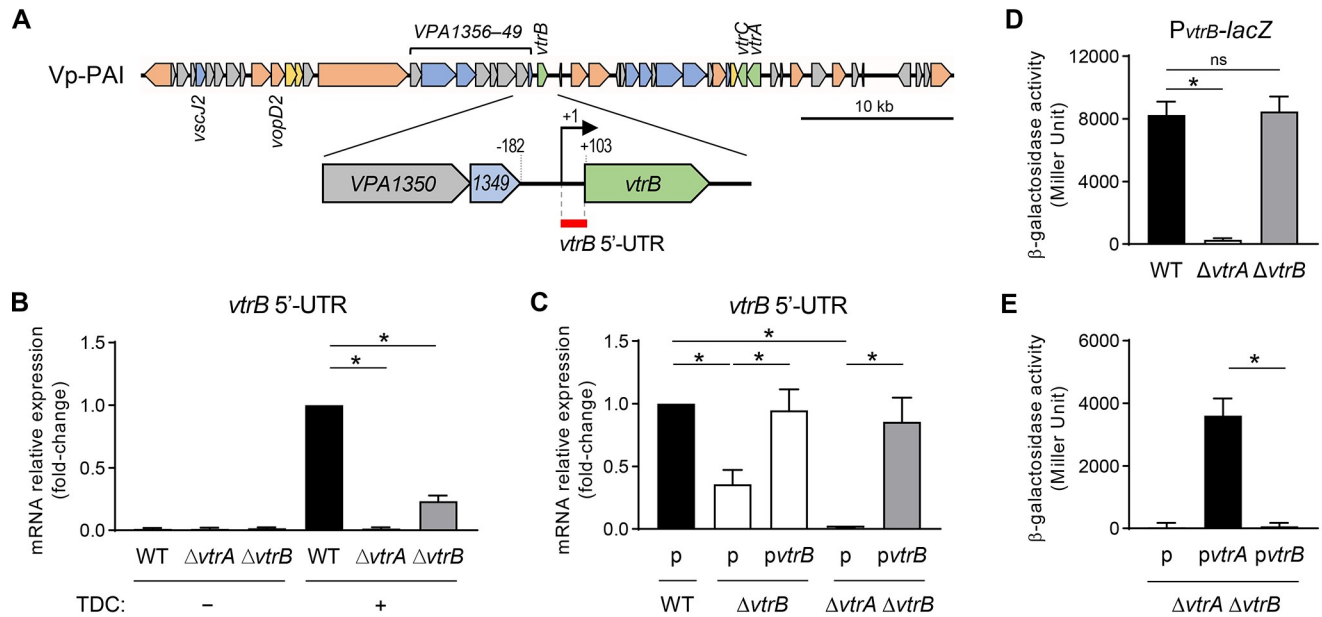 A
VPA1356–49
vtrB
vtrC
vtrA
Vp-PAI
vscJ2
vopD2
10 kb
+1
-182
+103
VPA1350
1349
vtrB
vtrB 5’-UTR
B
vtrB 5’-UTR
mRNA relative expression
(fold-change)
1.5
1.0
0.5
0.0
*
*
WT ΔvtrA ΔvtrB WT ΔvtrA ΔvtrB
TDC: – +
C
vtrB 5’-UTR
mRNA relative expression
(fold-change)
1.5
1.0
0.5
0.0
*
* * *
p p pvtrB p pvtrB
WT ΔvtrB ΔvtrA ΔvtrB
D
PvtrB-lacZ
β-galactosidase activity
(Miller Unit)
12000
8000
4000
0
ns
*
WT ΔvtrA ΔvtrB
E
β-galactosidase activity
(Miller Unit)
6000
4000
2000
0
*
p pvtrA pvtrB
ΔvtrA ΔvtrB